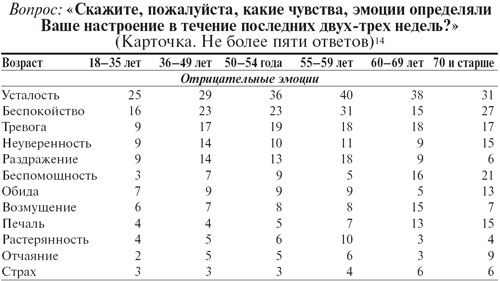 Вопрос: «Скажите, пожалуйста, какие чувства, эмоции определяли
Ваше настроение в течение последних двух-трех недель?»
(Карточка. Не более пяти ответов)14
Возраст 18–35 лет 36–49 лет 50–54 года 55–59 лет 60–69 лет 70 и старше
Отрицательные эмоции
Усталость 25 29 36 40 38 31
Беспокойство 16 23 23 31 15 27
Тревога 9 17 19 18 18 17
Неуверенность 9 14 10 11 9 15
Раздражение 9 14 13 18 9 6
Беспомощность 3 7 9 5 16 21
Обида 7 9 9 9 5 13
Возмущение 6 7 8 8 15 7
Печаль 4 4 5 7 13 15
Растерянность 4 5 6 10 3 4
Отчаяние 2 5 5 6 3 9
Страх 3 3 3 4 6 6